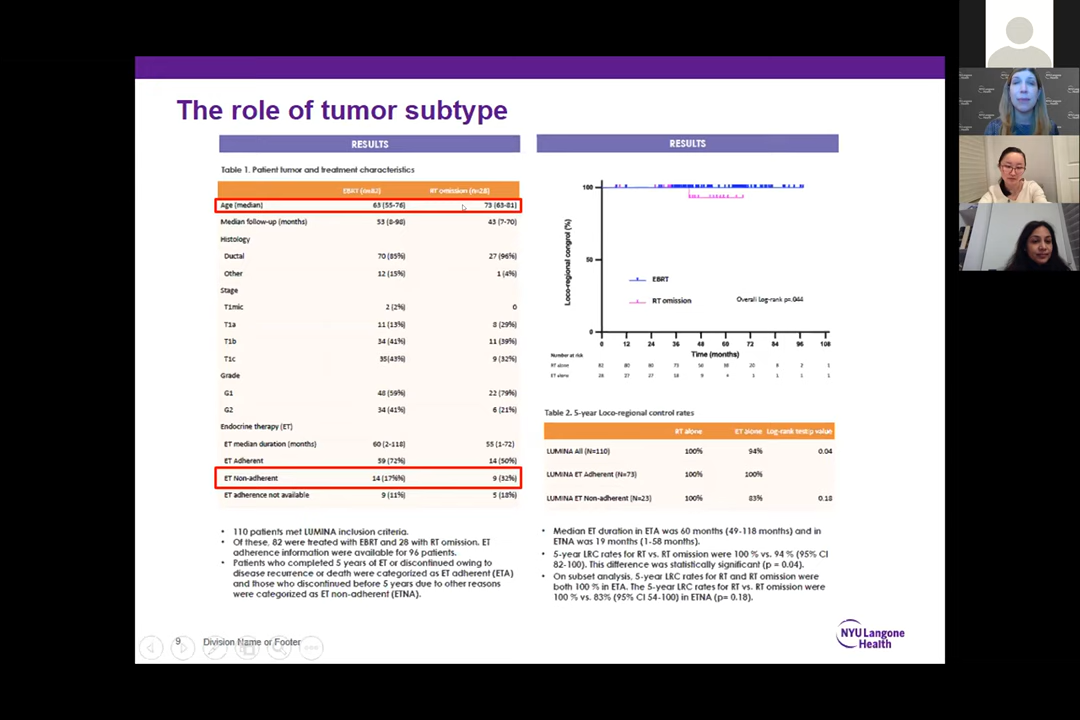 The role of tumor subtype
RESULTS
Table 1. Patient tumor and treatment characteristics
EBRT (n=82) RT omission (n=28)
Age (median) 63 (55-76) 73 (63-81)
Median follow-up (months) 53 (8-98) 43 (7-70)
Histology
Ductal 70 (85%) 27 (96%)
Other 12 (15%) 1 (4%)
Stage
T1mic 2 (2%) 0
T1a 11 (13%) 8 (29%)
T1b 34 (41%) 11 (39%)
T1c 35(43%) 9 (32%)
Grade
G1 48 (59%) 22 (79%)
G2 34 (41%) 6 (21%)
Endocrine therapy (ET)
ET median duration (months) 60 (2-118) 55 (1-72)
ET Adherent 59 (72%) 14 (50%)
ET Non-adherent 14 (17%%) 9 (32%)
ET adherence not available 9 (11%) 5 (18%)
• 110 patients met LUMINA inclusion criteria.
• Of these, 82 were treated with EBRT and 28 with RT omission. ET
adherence information were available for 96 patients.
• Patients who completed 5 years of ET or discontinued owing to
disease recurrence or death were categorized as ET adherent (ETA)
and those who discontinued before 5 years due to other reasons
were categorized as ET non-adherent (ETNA).
RESULTS
Loco-regional congrol (%)
100
50
0
EBRT
RT omission
Overall Log-rank p=.044
0 12 24 36 48 60 72 84 96 108
Time (months)
Number at risk
RT alone 82 80 80 73 20 9 2 1
ET alone 28 27 27 18 9 4 1 1 1 1
Table 2. 5-year Loco-regional control rates
RT alone ET alone Log-rank test p value
LUMINA All (N=110) 100% 94% 0.04
LUMINA ET Adherent (N=73) 100% 100%
LUMINA ET Non-adherent (N=23) 100% 83% 0.18
• Median ET duration in ETA was 60 months (49-118 months) and in
ETNA was 19 months (1-58 months).
• 5-year LRC rates for RT vs. RT omission were 100 % vs. 94 % (95% CI
82-100). This difference was statistically significant (p = 0.04).
• On subset analysis, 5-year LRC rates for RT and RT omission were
both 100 % in ETA. The 5-year LRC rates for RT vs. RT omission were
100 % vs. 83% (95% CI 54-100) in ETNA (p= 0.18).
9 Division Name or Footer
NYU Langone
Health